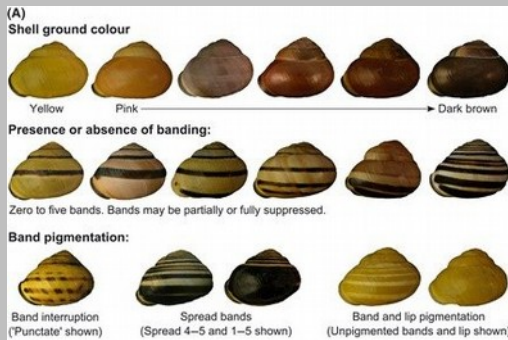 (A)
Shell ground colour
Yellow Pink Dark brown
Presence or absence of banding:
Zero to five bands. Bands may be partially or fully suppressed.
Band pigmentation:
Band interruption Spread bands Band and lip pigmentation
('Punctate' shown) (Spread 4–5 and 1–5 shown) (Unpigmented bands and lip shown)